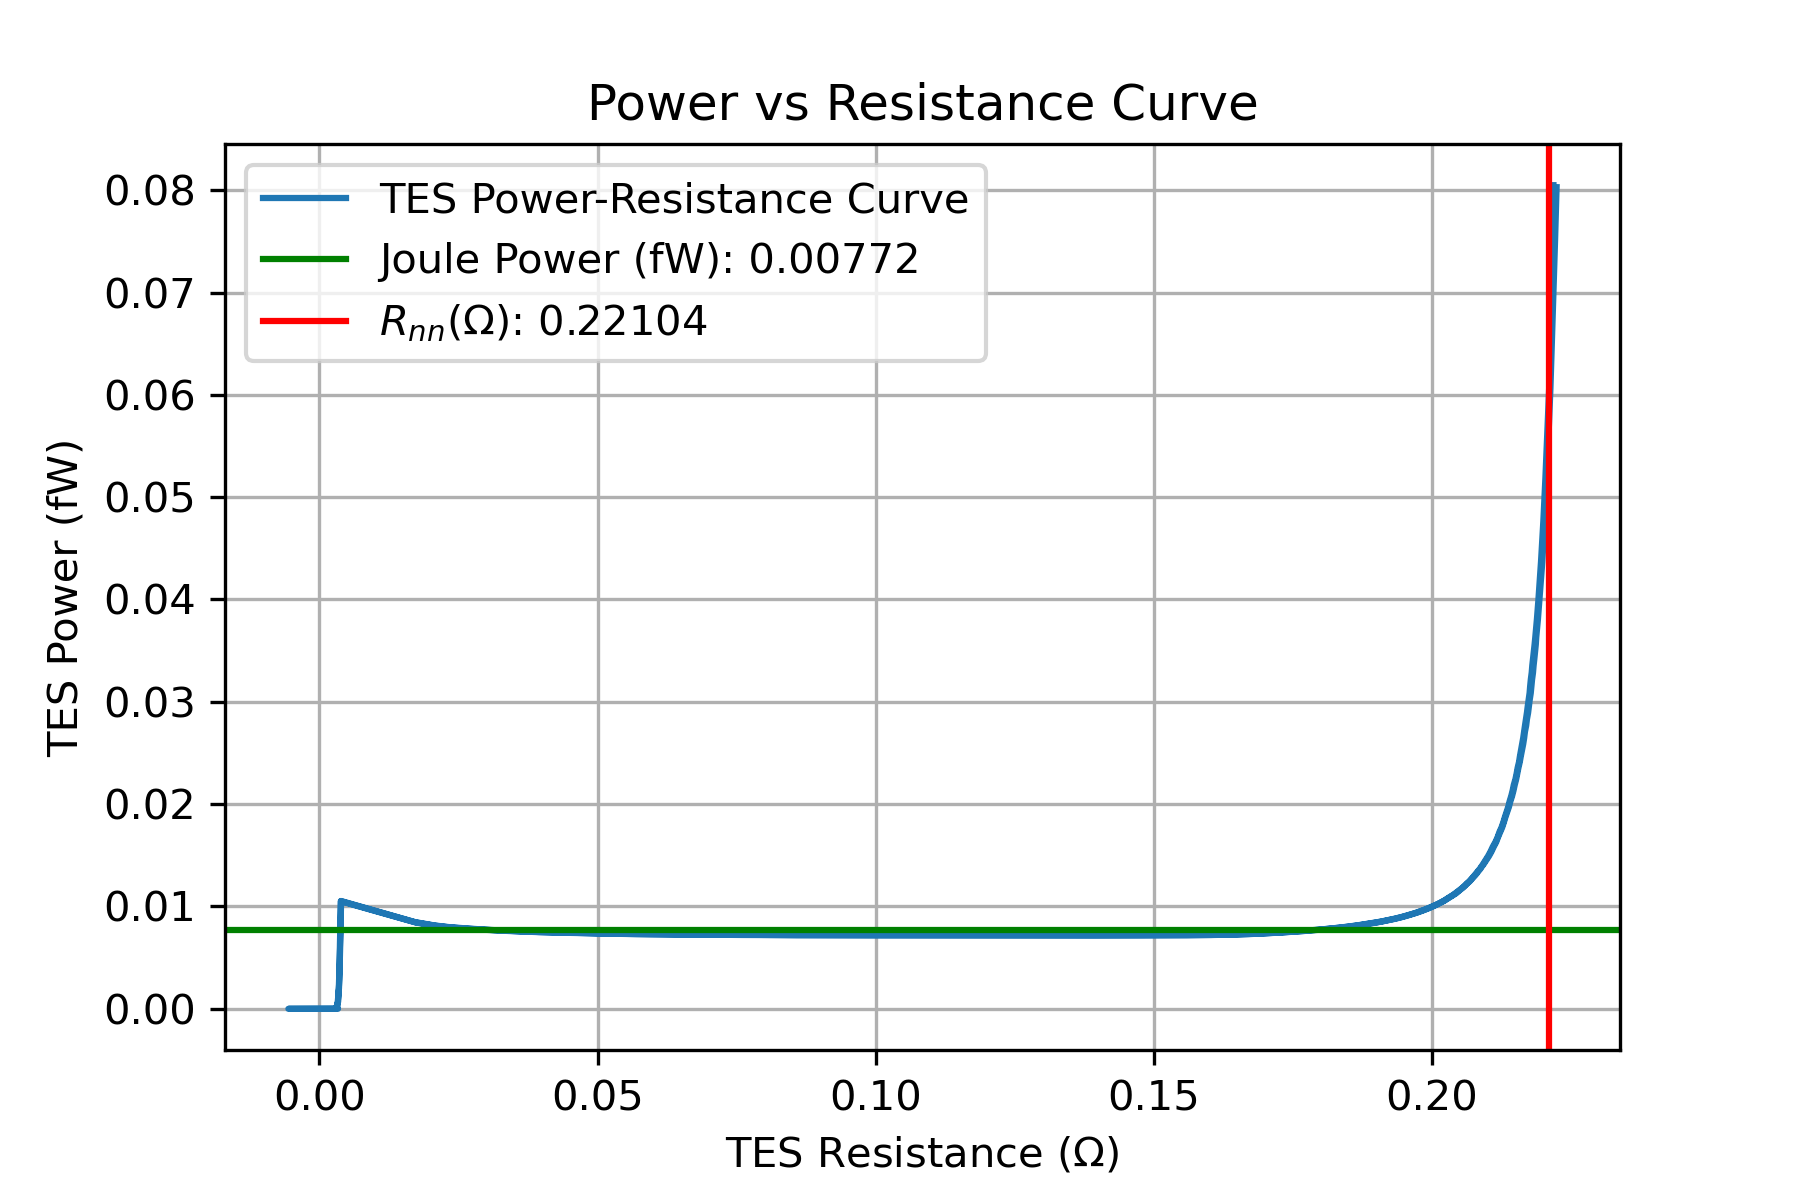 Power vs Resistance Curve
TES Power-Resistance Curve
Joule Power (fW): 0.00772
Rnn(Ω): 0.22104
TES Power (fW)
0.08
0.07
0.06
0.05
0.04
0.03
0.02
0.01
0.00
0.00 0.05 0.10 0.15 0.20
TES Resistance (Ω)